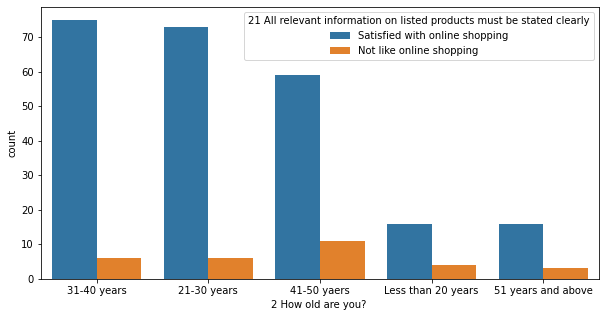 21 All relevant information on listed products must be stated clearly
Satisfied with online shopping
Not like online shopping
count
70
60
50
40
30
20
10
0
31-40 years
21-30 years
41-50 yaers
Less than 20 years
51 years and above
2 How old are you?